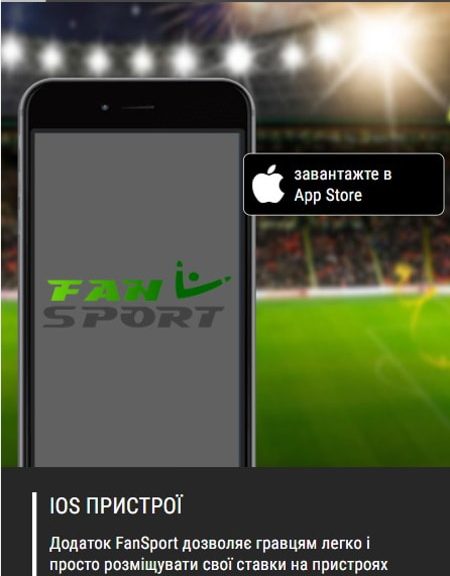 завантажте в
App Store
FAN
SPORT
IOS ПРИСТРОЇ
Додаток FanSport дозволяє гравцям легко і
просто розміщувати свої ставки на пристроях